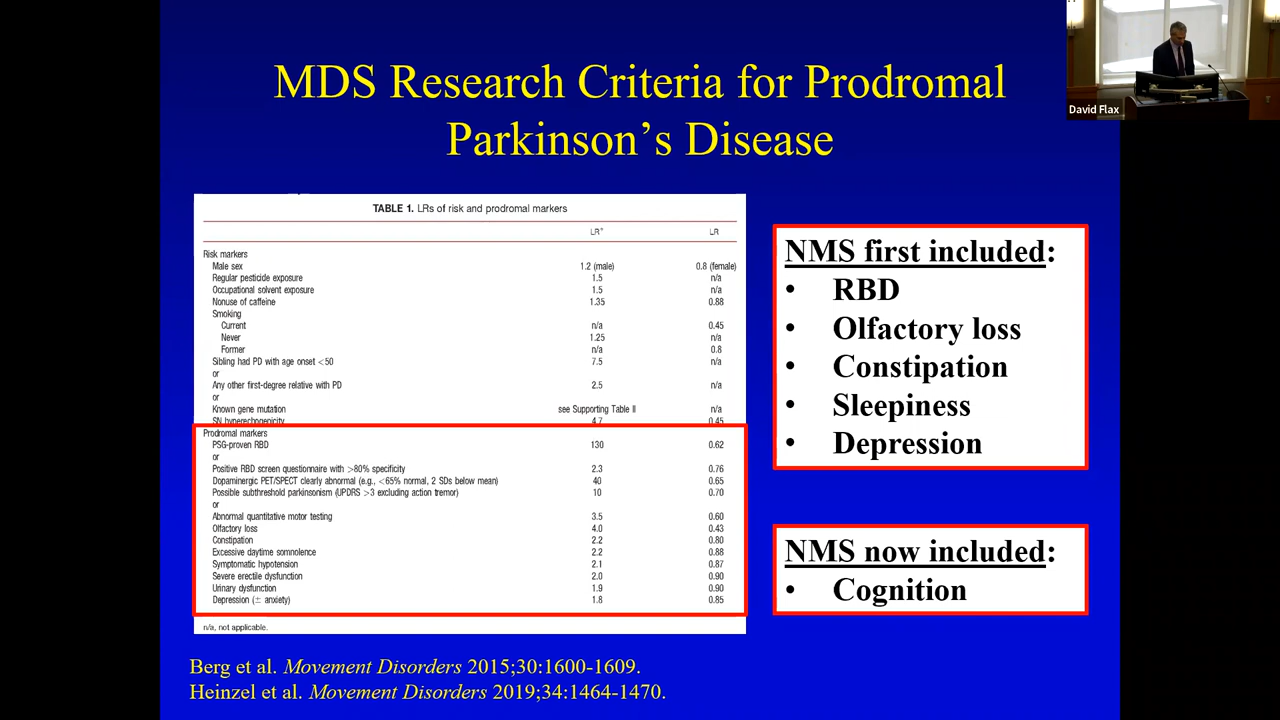 MDS Research Criteria for Prodromal
Parkinson's Disease
David Flax
TABLE 1. LRs of risk and prodromal markers
LR+ LR
Risk markers
Male sex 1.2 (male) 0.8 (female)
Regular pesticide exposure 1.5 n/a
Occupational solvent exposure 1.5 n/a
Nonuse of caffeine 1.35 0.88
Smoking
Current n/a 0.45
Never 1.25 n/a
Former n/a 0.8
Sibling had PD with age onset <50 7.5 n/a
or
Any other first-degree relative with PD 2.5 n/a
or
Known gene mutation see Supporting Table II n/a
SN hyperechogenicity 4.7 0.45
Prodromal markers
PSG-proven RBD 130 0.62
or
Positive RBD screen questionnaire with >80% specificity 2.3 0.76
Dopaminergic PET/SPECT clearly abnormal (e.g., <65% normal, 2 SDs below mean) 40 0.65
Possible subthreshold parkinsonism (UPDRS >3 excluding action tremor) 10 0.70
or
Abnormal quantitative motor testing 3.5 0.60
Olfactory loss 4.0 0.43
Constipation 2.2 0.80
Excessive daytime somnolence 2.2 0.88
Symptomatic hypotension 2.1 0.87
Severe erectile dysfunction 2.0 0.90
Urinary dysfunction 1.9 0.90
Depression (± anxiety) 1.8 0.85
n/a, not applicable.
NMS first included:
• RBD
• Olfactory loss
• Constipation
• Sleepiness
• Depression
NMS now included:
• Cognition
Berg et al. Movement Disorders 2015;30:1600-1609.
Heinzel et al. Movement Disorders 2019;34:1464-1470.